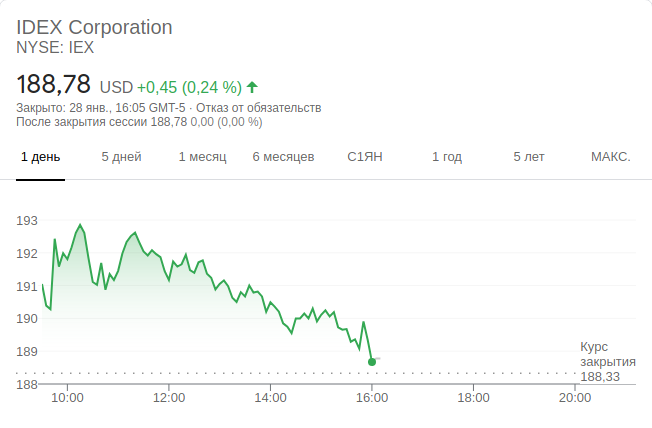 IDEX Corporation
NYSE: IEX
188,78 USD +0,45 (0,24 %)
Закрыто: 28 янв., 16:05 GMT-5 · Отказ от обязательств
После закрытия сессии 188,78 0,00 (0,00 %)
1 день 5 дней 1 месяц 6 месяцев С1ЯН 1 год 5 лет МАКС.
193
192
191
190
189
188
Курс
закрытия
188,33
10:00 12:00 14:00 16:00 18:00 20:00